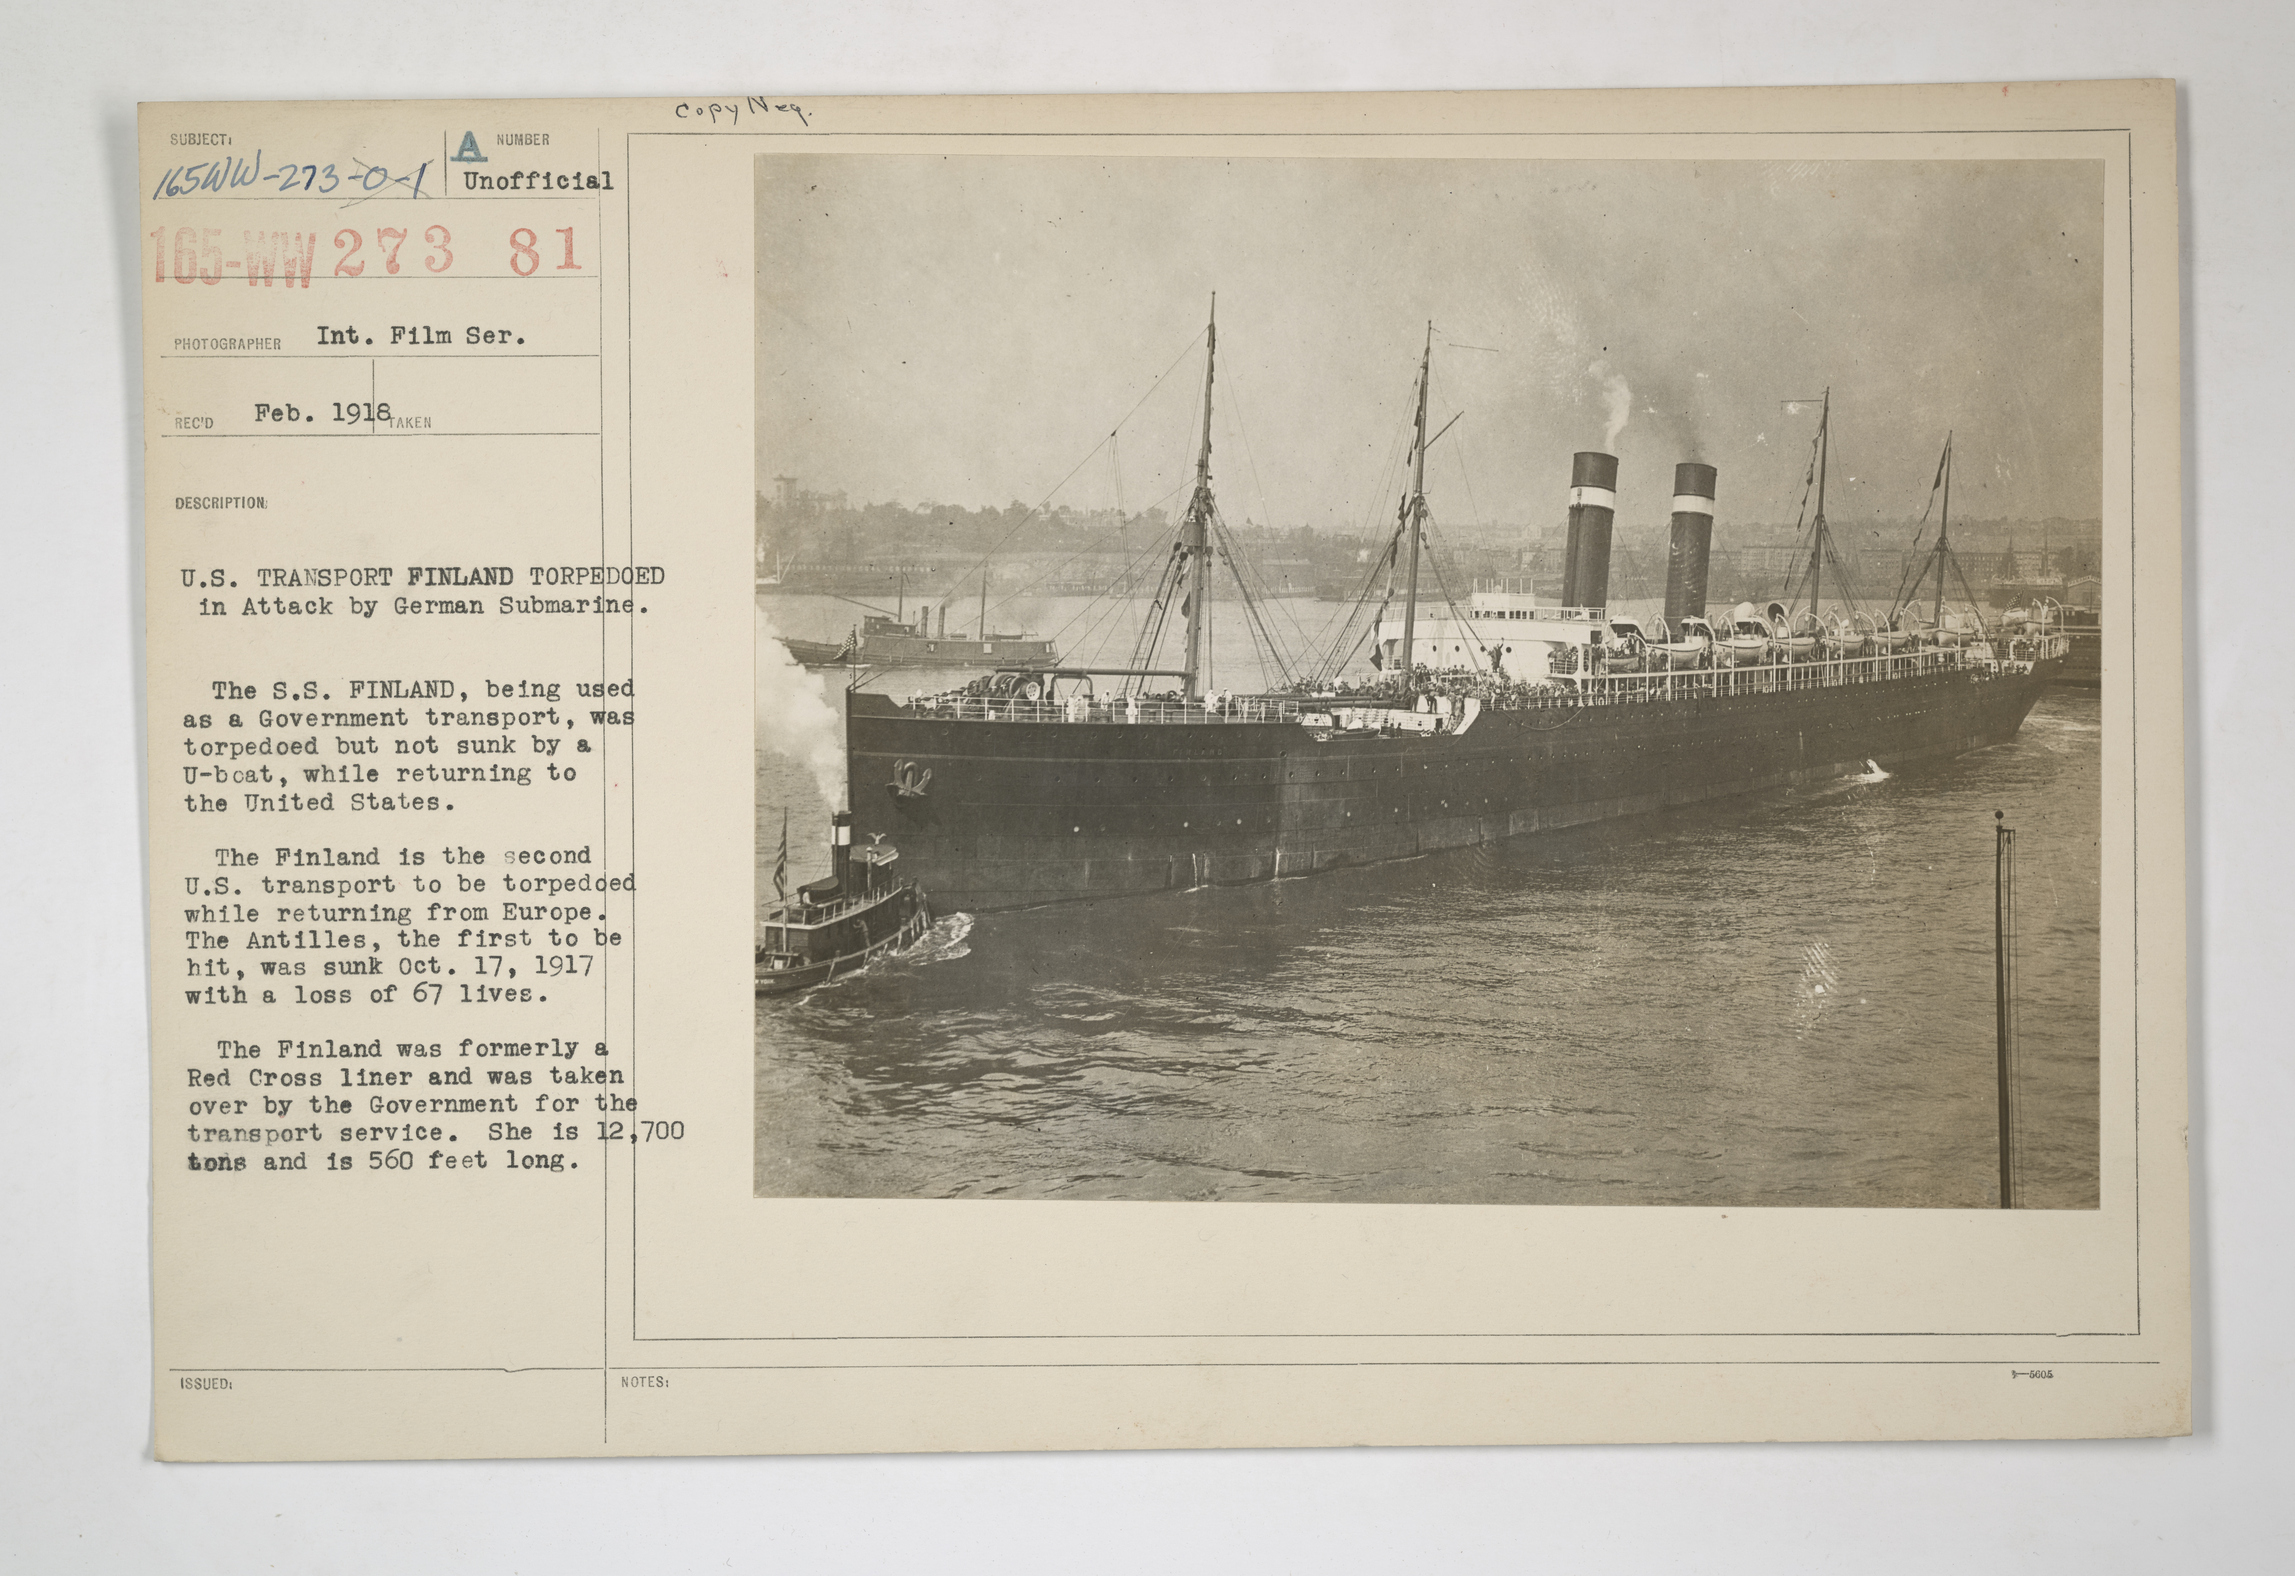 Copy Neg.
SUBJECT:
165WW-273-O-1
A
NUMBER
Unofficial
165-WW 273 81
PHOTOGRAPHER Int. Film Ser.
REC'D Feb. 1918 TAKEN
DESCRIPTION:
U.S. TRANSPORT FINLAND TORPEDOED
in Attack by German Submarine.
The S.S. FINLAND, being used
as a Government transport, was
torpedoed but not sunk by a
U-boat, while returning to
the United States.
The Finland is the second
U.S. transport to be torpedoed
while returning from Europe.
The Antilles, the first to be
hit, was sunk Oct. 17, 1917
with a loss of 67 lives.
The Finland was formerly a
Red Cross liner and was taken
over by the Government for the
transport service. She is 12,700
tons and is 560 feet long.
ISSUED:
NOTES:
3—5605